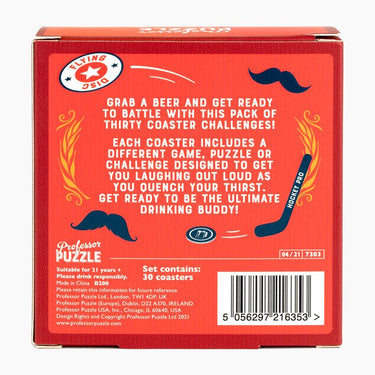 FLYING
DISC
GRAB A BEER AND GET READY
TO BATTLE WITH THIS PACK OF
THIRTY COASTER CHALLENGES!
EACH COASTER INCLUDES A
DIFFERENT GAME, PUZZLE OR
CHALLENGE DESIGNED TO GET
YOU LAUGHING OUT LOUD AS
YOU QUENCH YOUR THIRST.
GET READY TO BE THE ULTIMATE
DRINKING BUDDY!
HOCKEY PRO
Professor
PUZZLE
04/21 7303
Suitable for 21 years +
Please drink responsibly.
Made in China B200
Set contains:
30 coasters
Please retain this information for future reference
Professor Puzzle Ltd., London, TW1 4DP, UK
Professor Puzzle (Europe), Dublin, D22 A370, IRELAND
Professor Puzzle USA, Inc, Chicago, IL 60640, USA
Design Rights and Copyright Professor Puzzle Ltd 2021
www.professorpuzzle.com
5 056297 216353 >